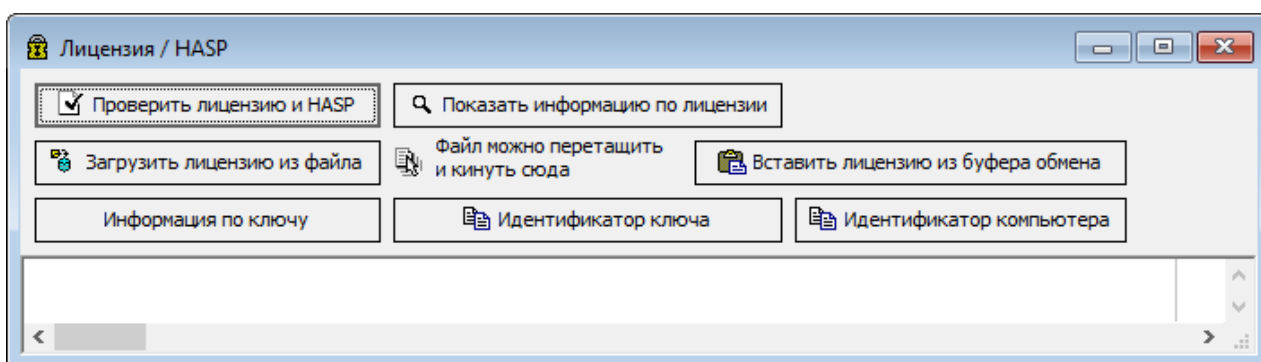 Лицензия / HASP
Проверить лицензию и HASP
Показать информацию по лицензии
Загрузить лицензию из файла
Файл можно перетащить
и кинуть сюда
Вставить лицензию из буфера обмена
Информация по ключу
Идентификатор ключа
Идентификатор компьютера